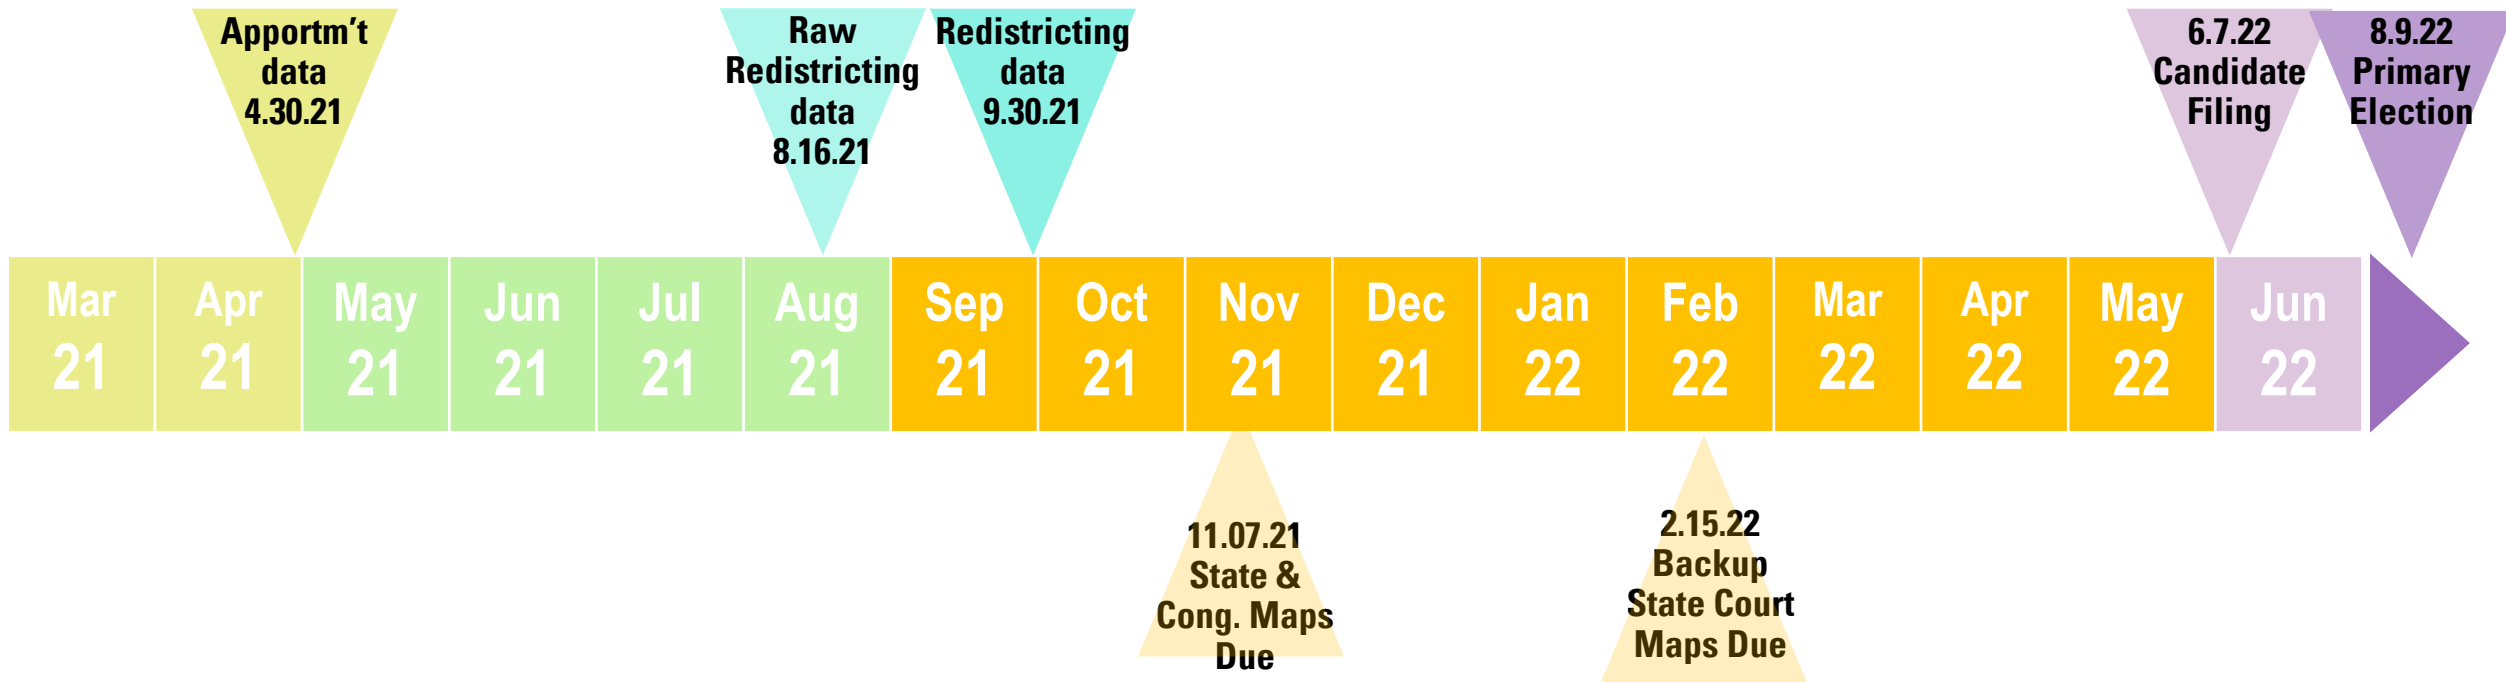 Apportm't
data
4.30.21
Raw
Redistricting
data
8.16.21
Redistricting
data
9.30.21
6.7.22
Candidate
Filing
8.9.22
Primary
Election
Mar
21
Apr
21
May
21
Jun
21
Jul
21
Aug
21
Sep
21
Oct
21
Nov
21
Dec
21
Jan
22
Feb
22
Mar
22
Apr
22
May
22
Jun
22
11.07.21
State &
Cong. Maps
Due
2.15.22
Backup
State Court
Maps Due